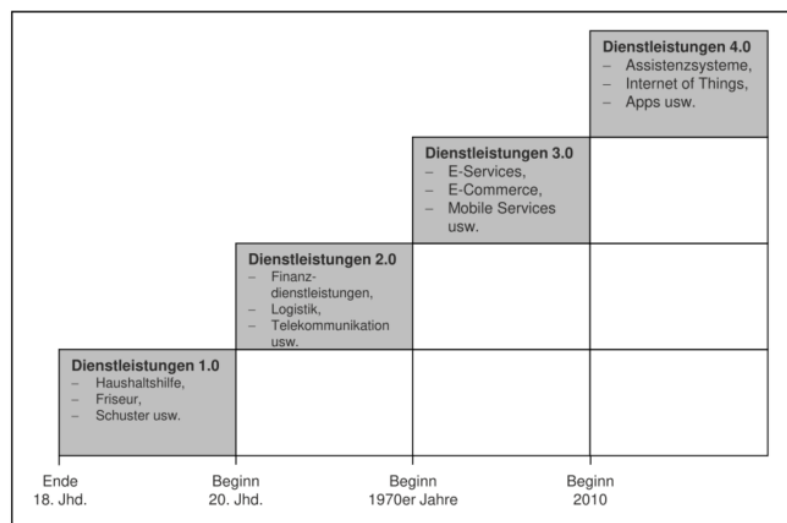 Dienstleistungen 4.0
– Assistenzsysteme,
– Internet of Things,
– Apps usw.
Dienstleistungen 3.0
– E-Services,
– E-Commerce,
– Mobile Services
usw.
Dienstleistungen 2.0
– Finanz-
dienstleistungen,
– Logistik,
– Telekommunikation
usw.
Dienstleistungen 1.0
– Haushaltshilfe,
– Friseur,
– Schuster usw.
Ende
18. Jhd.
Beginn
20. Jhd.
Beginn
1970er Jahre
Beginn
2010